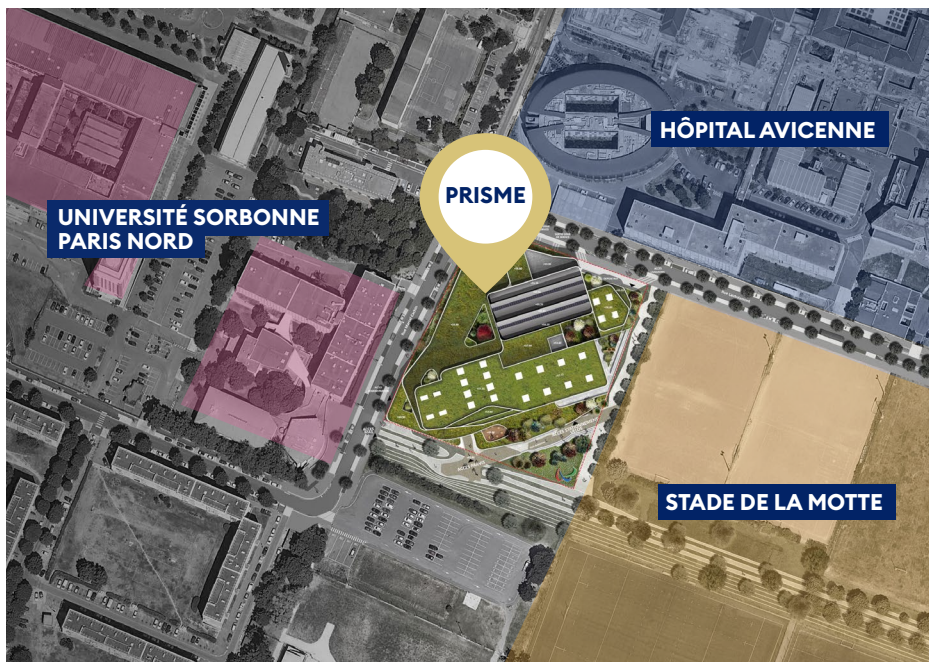 HÔPITAL AVICENNE
PRISME
UNIVERSITÉ SORBONNE
PARIS NORD
STADE DE LA MOTTE